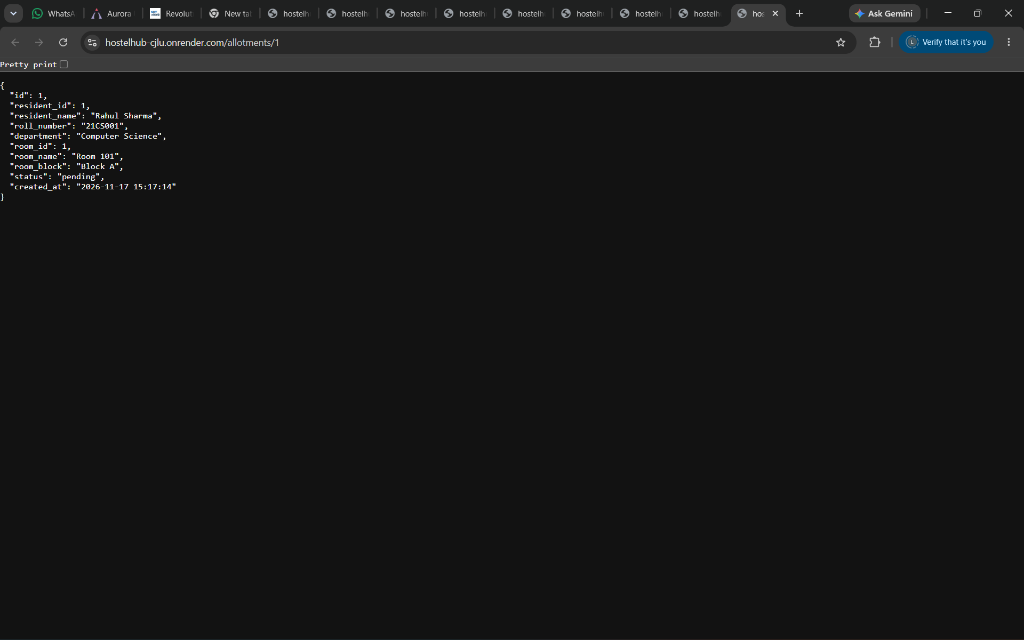 WhatsA
Aurora
Revolut
New tab
hostelh
hostelh
hostelh
hostelh
hostelh
hostelh
hostelh
hostelh
hos
Ask Gemini
hostelhub-cjlu.onrender.com/allotments/1
Verify that it's you
Pretty print
{
"id": 1,
"resident_id": 1,
"resident_name": "Rahul Sharma",
"roll_number": "21CS001",
"department": "Computer Science",
"room_id": 1,
"room_name": "Room 101",
"room_block": "Block A",
"status": "pending",
"created_at": "2026-11-17 15:17:14"
}